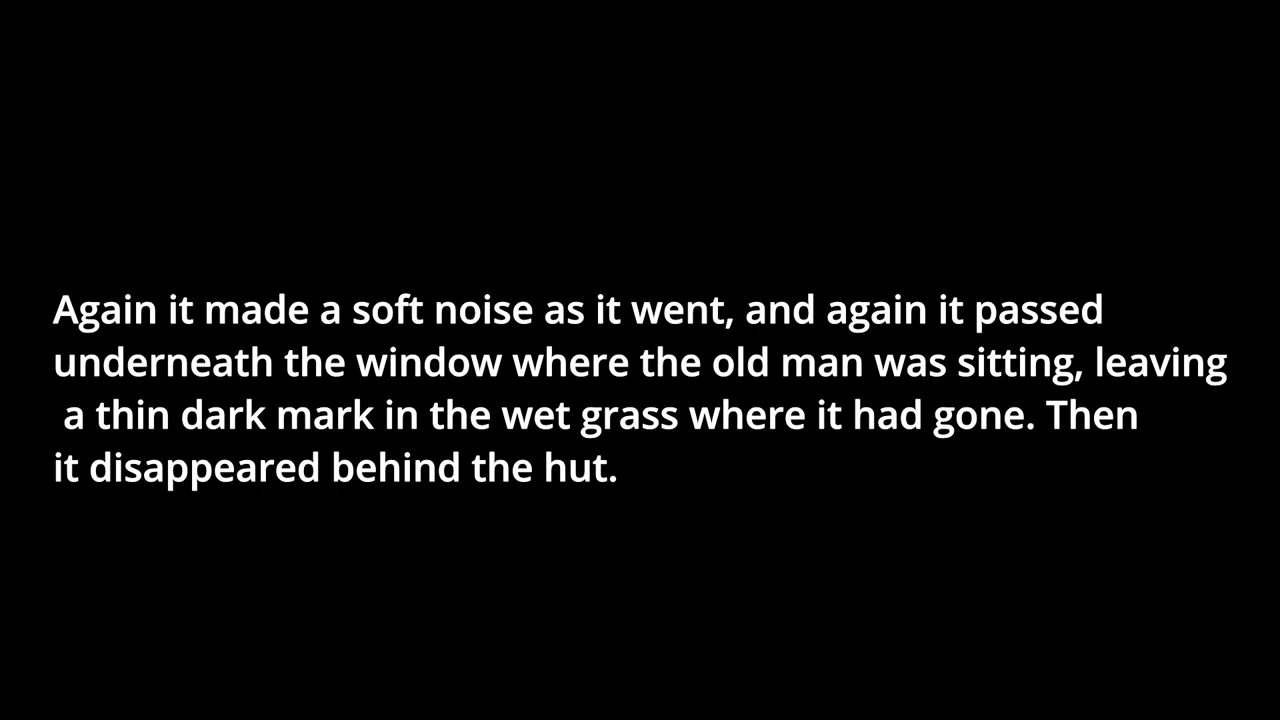 Again it made a soft noise as it went, and again it passed
underneath the window where the old man was sitting, leaving
a thin dark mark in the wet grass where it had gone. Then
it disappeared behind the hut.